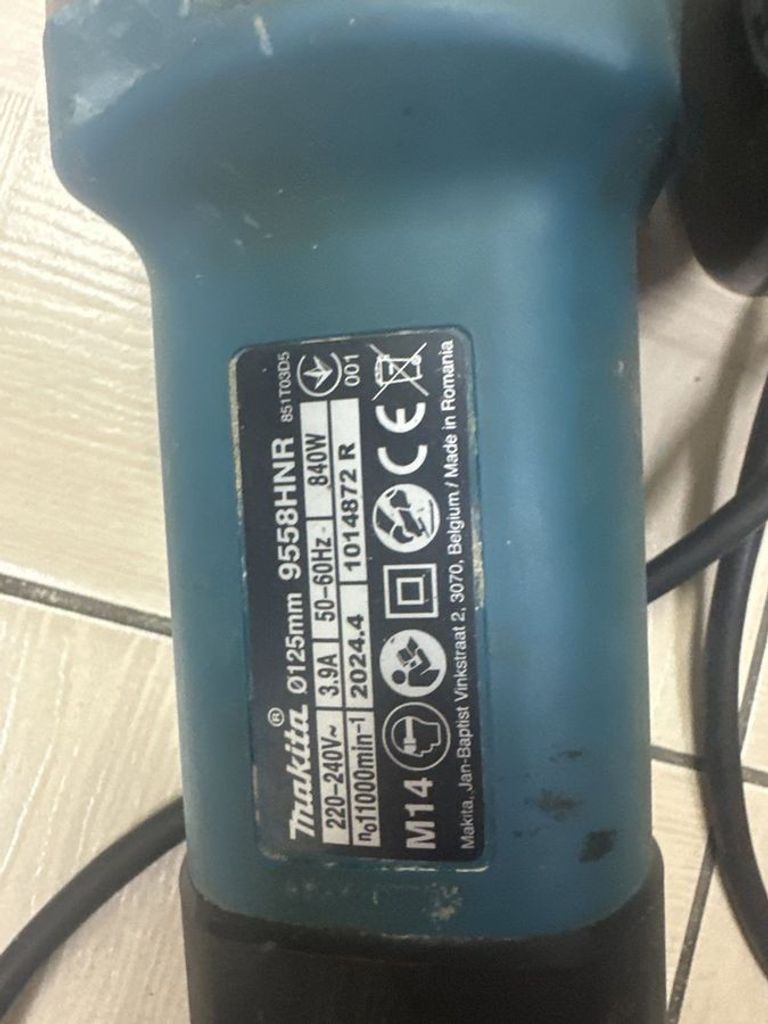 makita® Ø125mm 9558HNR 851T03D5
220-240V~ 3.9A 50-60Hz 840W
n₀11000min⁻¹ 2024.4 1014872 R 001
M14 CE
Makita, Jan-Baptist Vinkstraat 2, 3070, Belgium / Made in Romania